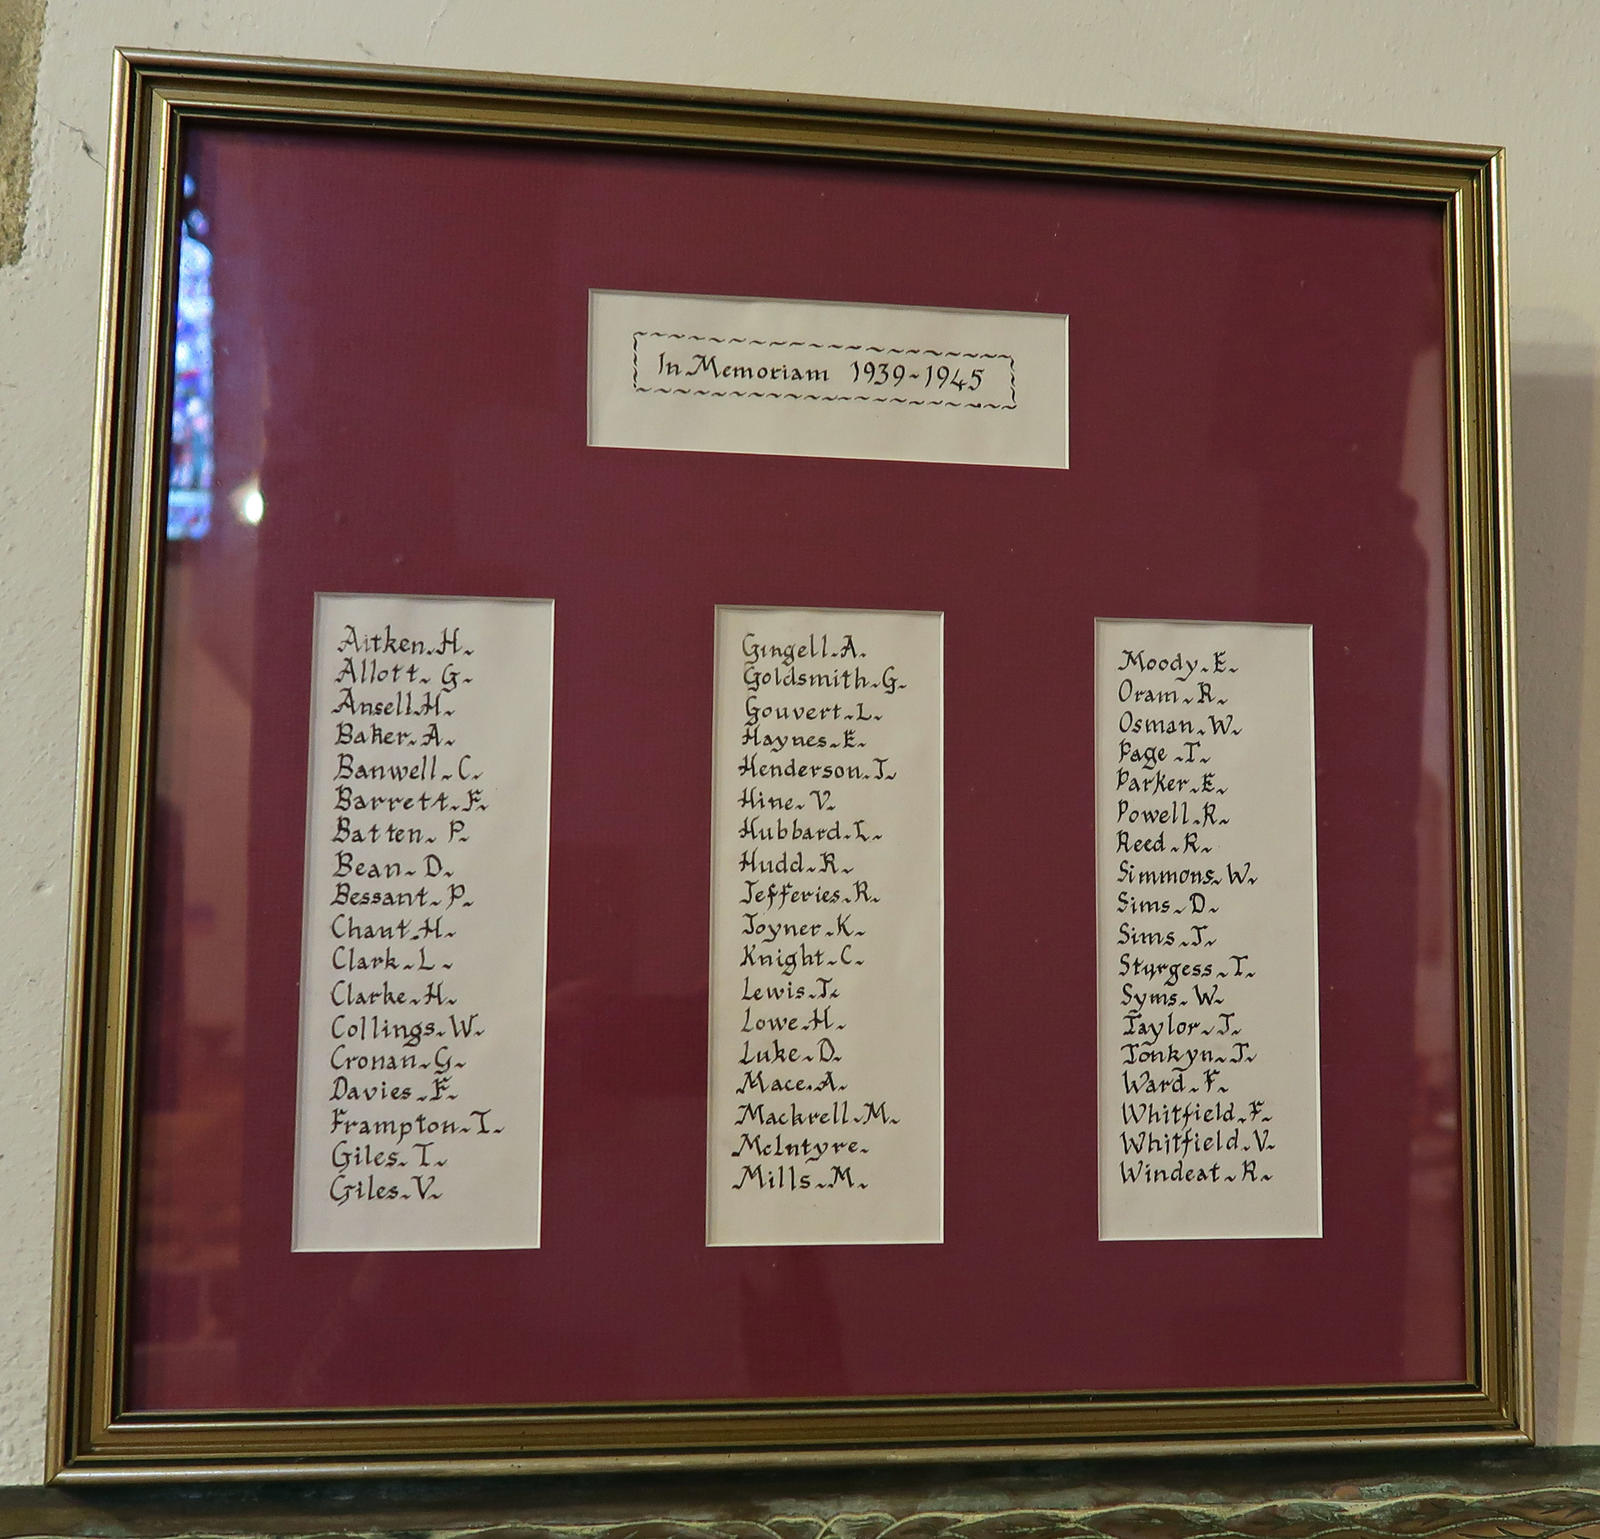 In Memoriam 1939~1945
Aitken~H~
Allott~ G~
Ansell~H~
Baker~A~
Banwell~C~
Barrett~F~
Batten~ P~
Bean~ D~
Bessant~ P~
Chant~H~
Clark~L~
Clarke~H~
Collings~W~
Cronan~G~
Davies~F~
Frampton~I~
Giles~T~
Giles~V~
Gingell~A~
Goldsmith~G~
Gouvert~L~
Haynes~E~
Henderson~J~
Hine~V~
Hubbard~L~
Hudd~R~
Jefferies~R~
Joyner~K~
Knight~C~
Lewis~J~
Lowe~H~
Luke~D~
Mace~A~
Mackrell~M~
McIntyre~
Mills~M~
Moody~E~
Oram~R~
Osman~W~
Page~T~
Parker~E~
Powell~R~
Reed~R~
Simmons~W~
Sims~D~
Sims~J~
Sturgess~T~
Syms~W~
Taylor~J~
Tonkyn~J~
Ward~F~
Whitfield~F~
Whitfield~V~
Windeat~R~